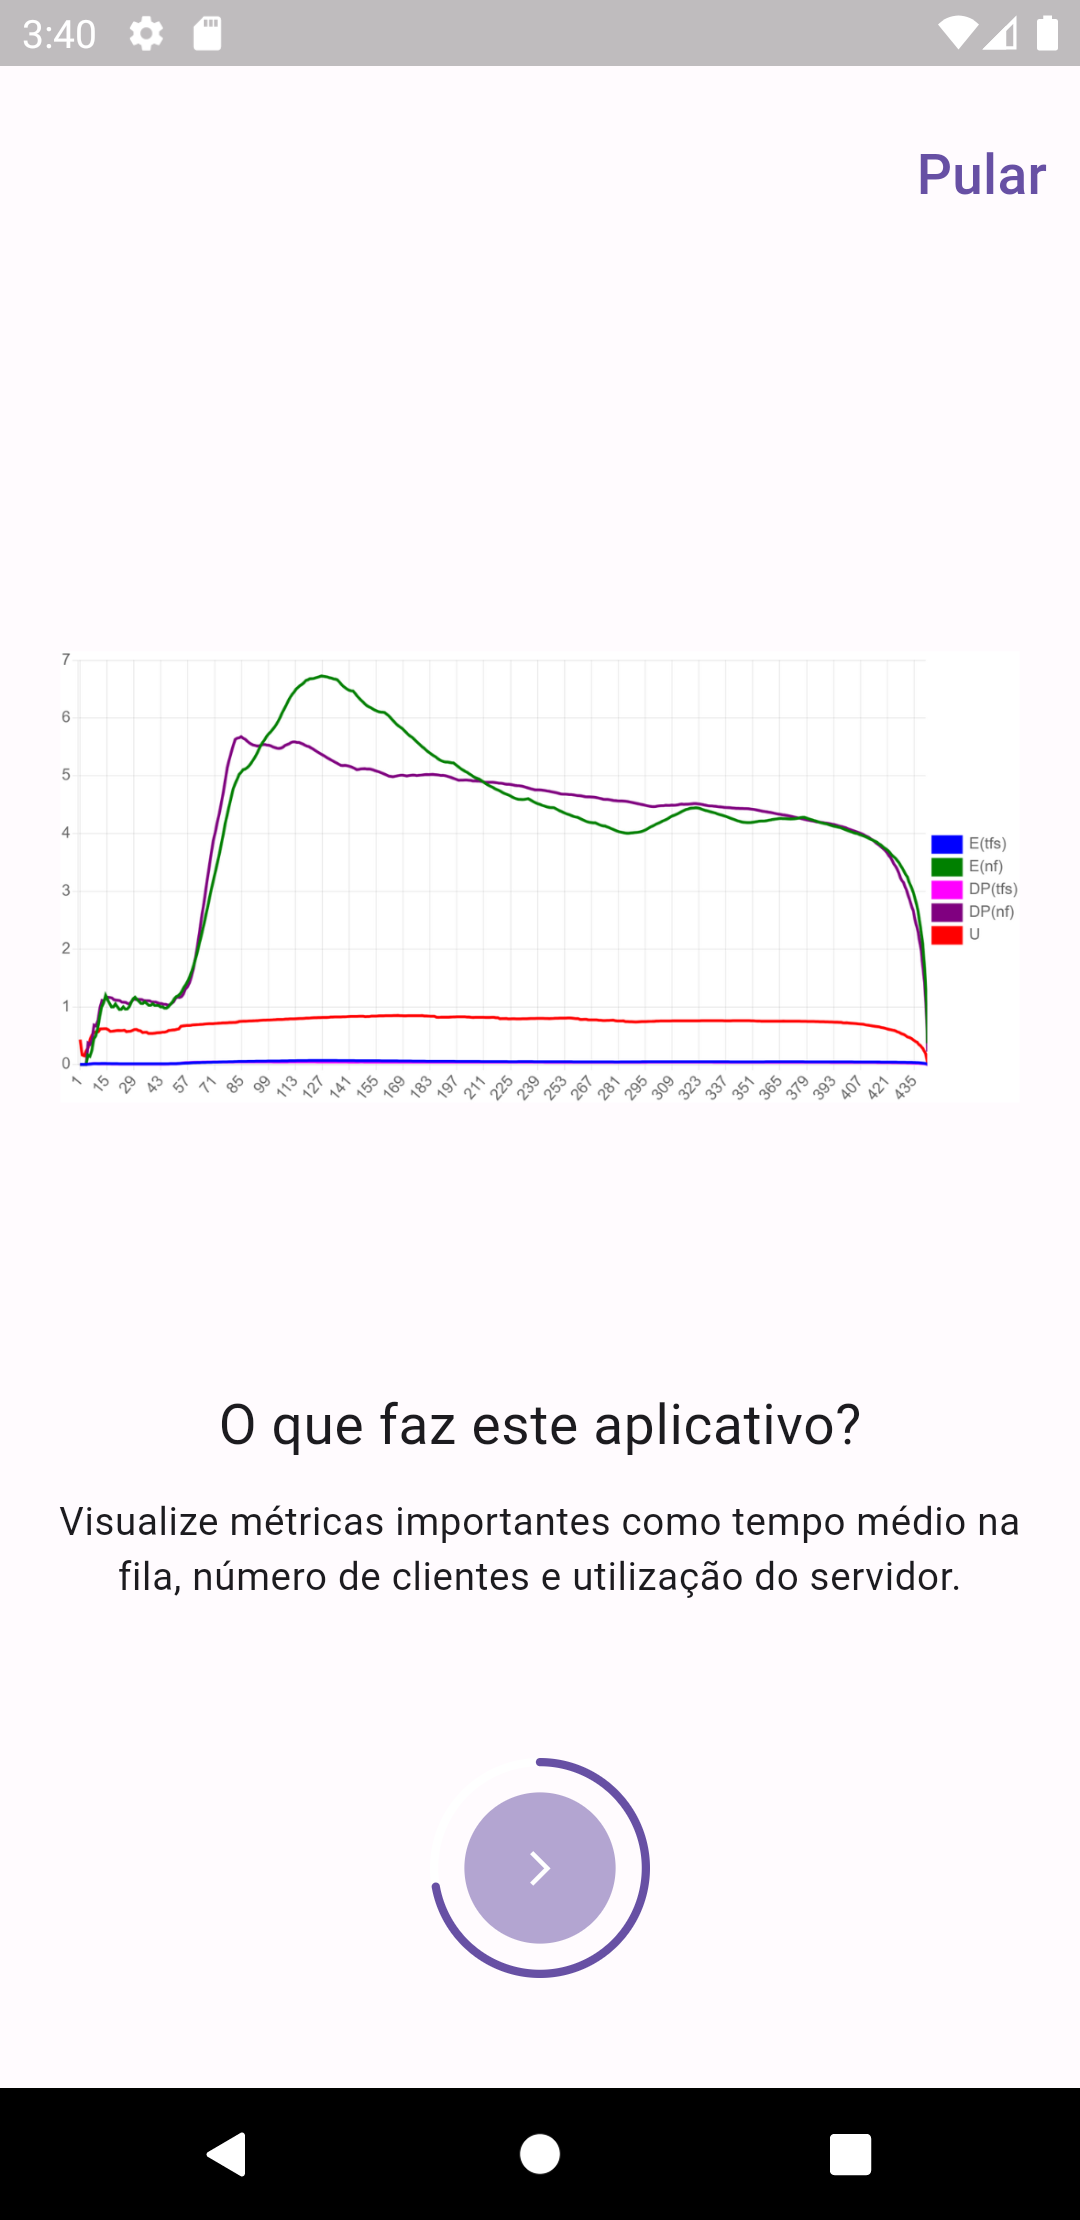 3:40
Pular
7
6
5
4
3
2
1
0
1 15 29 43 57 71 85 99 113 127 141 155 169 183 197 211 225 239 253 267 281 295 309 323 337 351 365 379 393 407 421 435
E(tfs)
E(nf)
DP(tfs)
DP(nf)
U
O que faz este aplicativo?
Visualize métricas importantes como tempo médio na
fila, número de clientes e utilização do servidor.